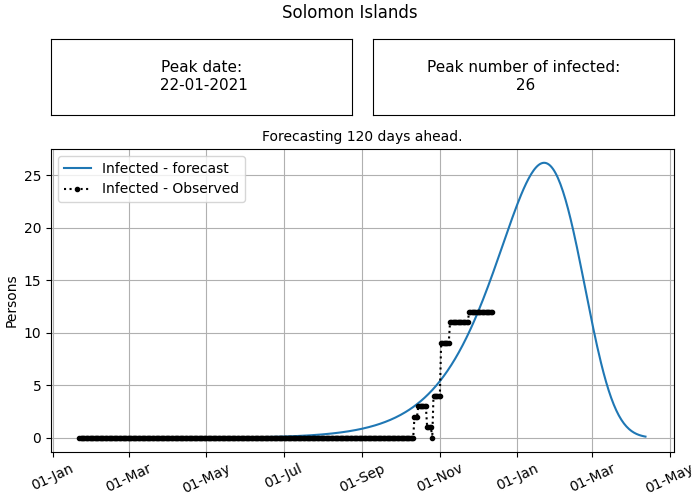 Solomon Islands
Peak date:
22-01-2021
Peak number of infected:
26
Forecasting 120 days ahead.
Infected - forecast
Infected - Observed
Persons
25
20
15
10
5
0
01-Jan
01-Mar
01-May
01-Jul
01-Sep
01-Nov
01-Jan
01-Mar
01-May